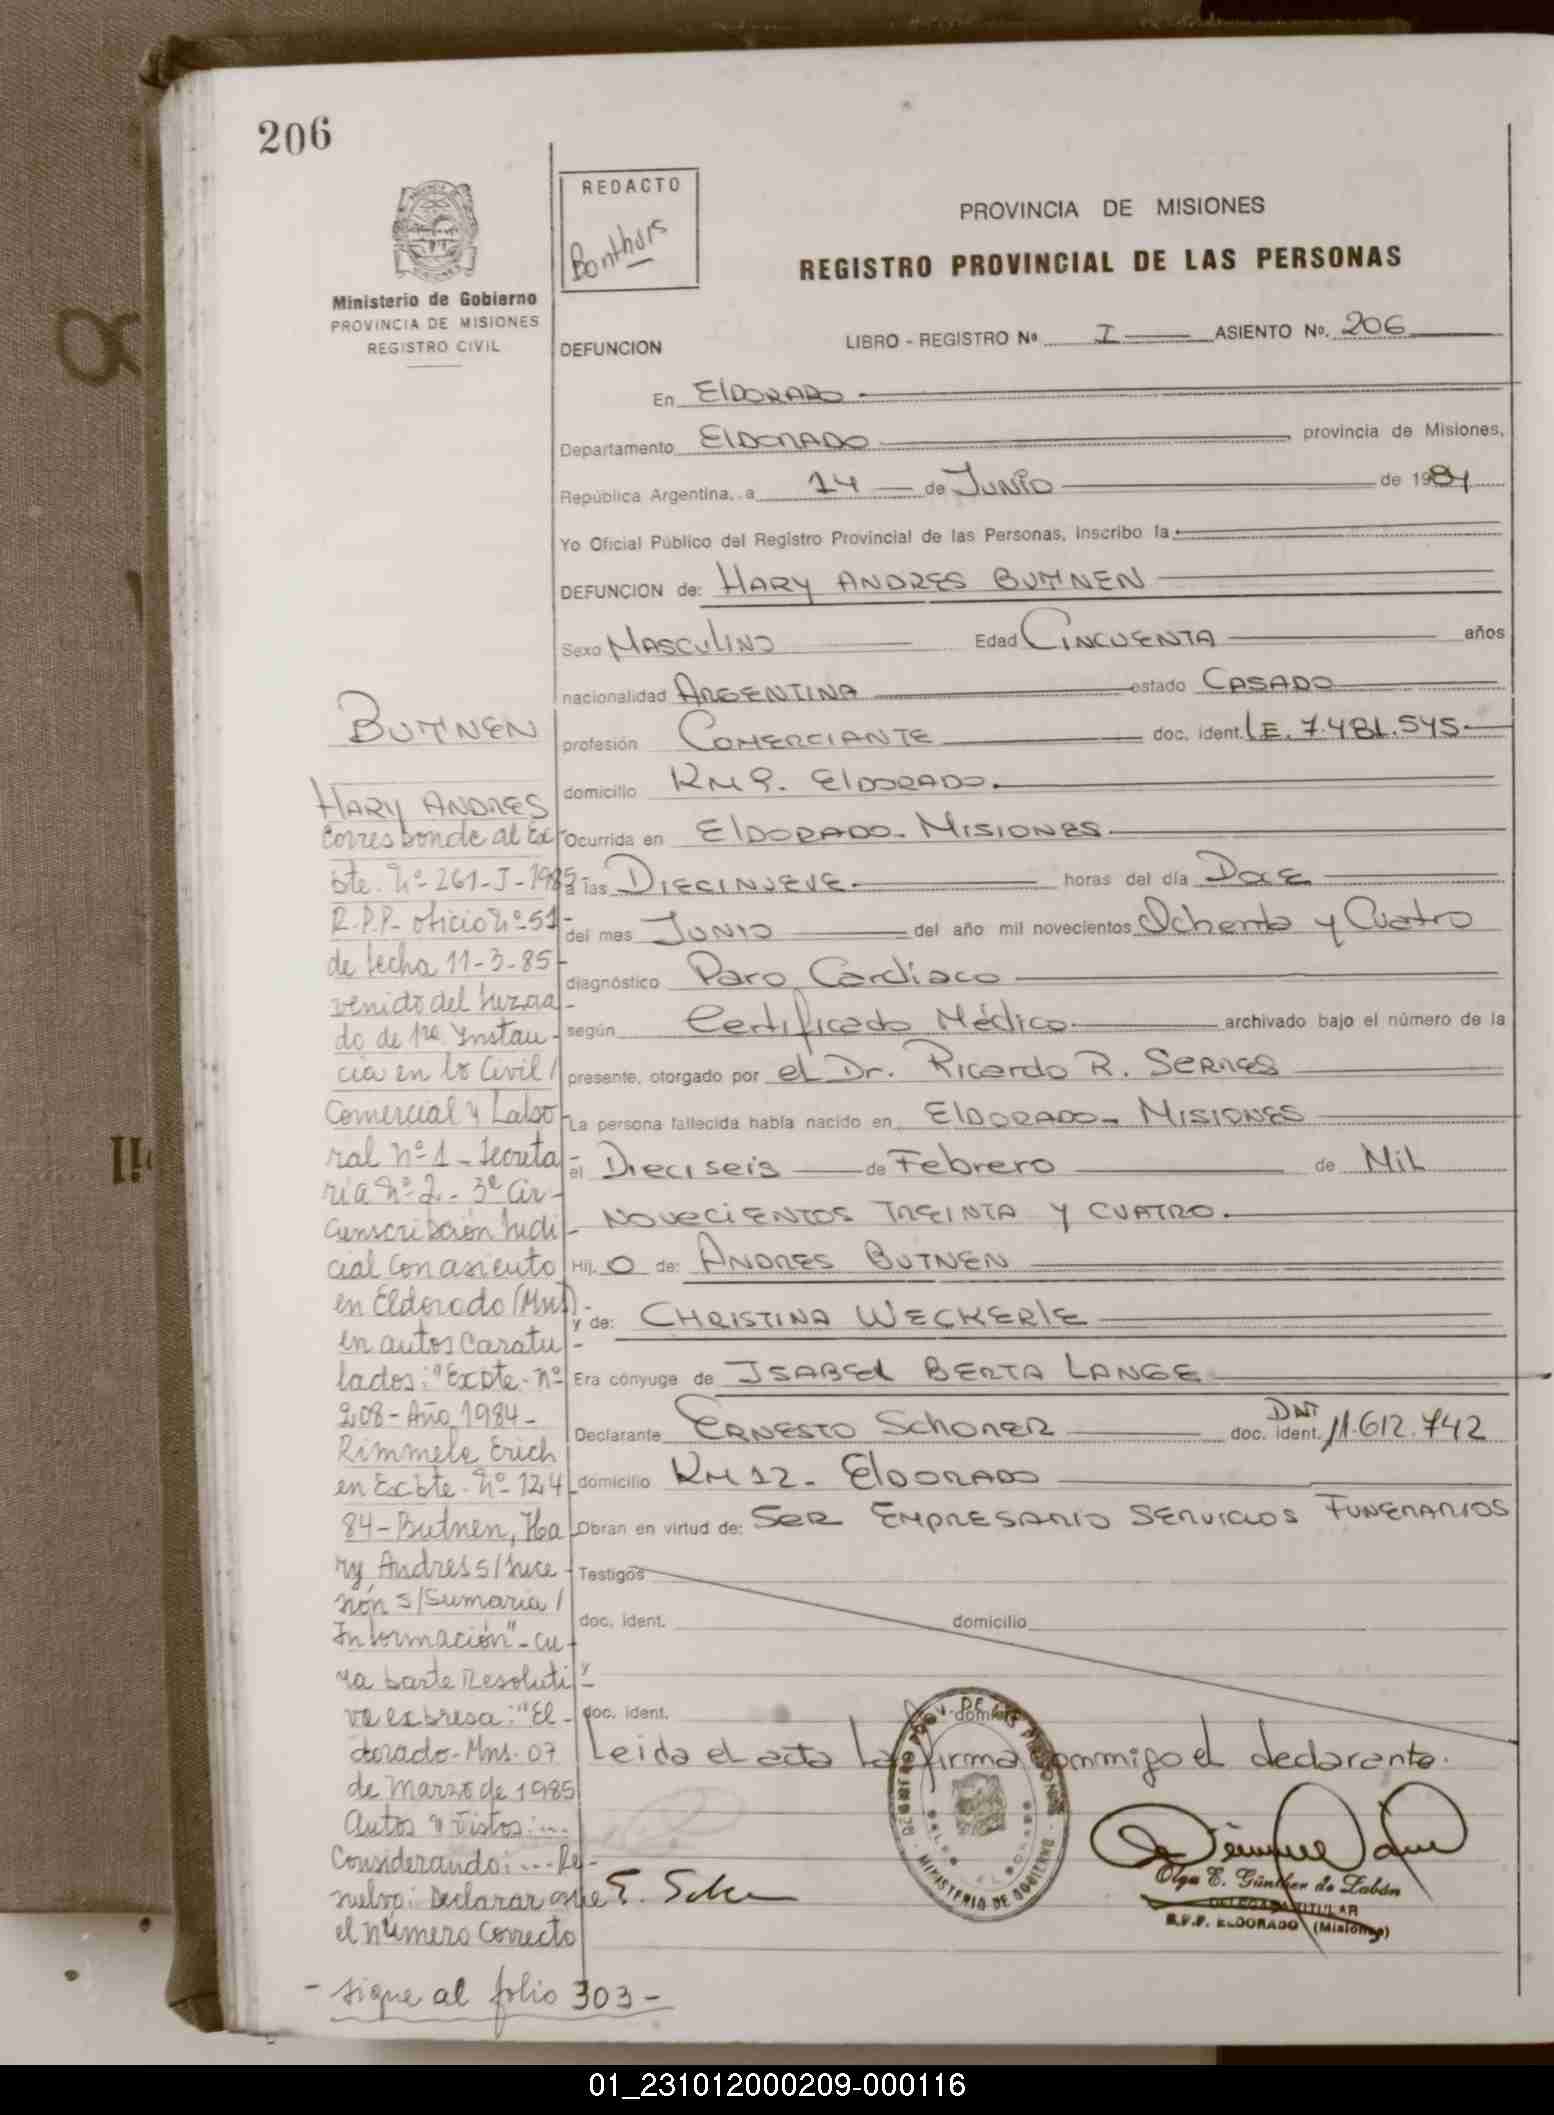 206
REDACTO
Bonthurs
Ministerio de Gobierno
PROVINCIA DE MISIONES
REGISTRO CIVIL
PROVINCIA DE MISIONES
REGISTRO PROVINCIAL DE LAS PERSONAS
DEFUNCION LIBRO - REGISTRO Nº I ASIENTO Nº. 206
En ElDORADO
Departamento ElDORADO provincia de Misiones,
República Argentina, a 14 de JUNIO de 1984
Yo Oficial Público del Registro Provincial de las Personas, inscribo la
DEFUNCION de: HARY ANDRES BUTNEN
Sexo MASCULINO Edad CINCUENTA años
nacionalidad ARGENTINA estado CASADO
profesión COMERCIANTE doc. ident. L.E. 7.481.545
domicilio KM 9. ElDORADO.
Ocurrida en ElDORADO - MISIONES
a las DIECINUEVE horas del día DOCE
del mes JUNIO del año mil novecientos Ochenta y Cuatro
diagnóstico Paro Cardiaco
según Certificado Médico archivado bajo el número de la
presente, otorgado por el Dr. Ricardo R. SERNES
La persona fallecida había nacido en ElDORADO - MISIONES
el Dieciseis de Febrero de Mil
NOVECIENTOS TREINTA Y CUATRO.
Hij O de: ANDRES BUTNEN
y de: CHRISTINA WECKERlE
Era cónyuge de ISABEl BERTA LANGE
Declarante ERNESTO SCHONER doc. ident. DNI 11.612.742
domicilio KM 12 - ElDORADO
Obran en virtud de: SER EMPRESARIO SERVICIOS FUNERARIOS
Testigos
doc. ident. domicilio
y
doc. ident. domicilio
Leida el acta la firma conmigo el declarante.
BUTNEN
HARY ANDRES
Corresponde al Ex-
pte. Nº 261-J-1985
R.P.P. oficio Nº 51
de fecha 11-3-85
venido del Juzga-
do de 1ra. Instan-
cia en lo Civil/
Comercial y Labo-
ral Nº 1 - Secreta-
ría Nº 2 - 3ª Cir-
cunscripción Judi-
cial con asiento
en Eldorado (Mns)
en autos caratu-
lados: "Expte. Nº
208 - Año 1984 -
Rimmele Erich
en Expte. Nº 124
84 - Butnen, Ha-
ry Andres s/ Suce-
sión s/ Sumaria /
Información" - cu-
ya parte Resoluti-
va expresa: "El-
dorado - Mns. 07
de Marzo de 1985
Autos y Vistos: ...
Considerando: ... Re-
suelvo: Declarar que
el número correcto
- sigue al folio 303 -
MINISTERIO DE GOBIERNO
Olga E. Günther de Zabán
DELEGADA TITULAR
R.P.P. ELDORADO (Misiones)
01_231012000209-000116